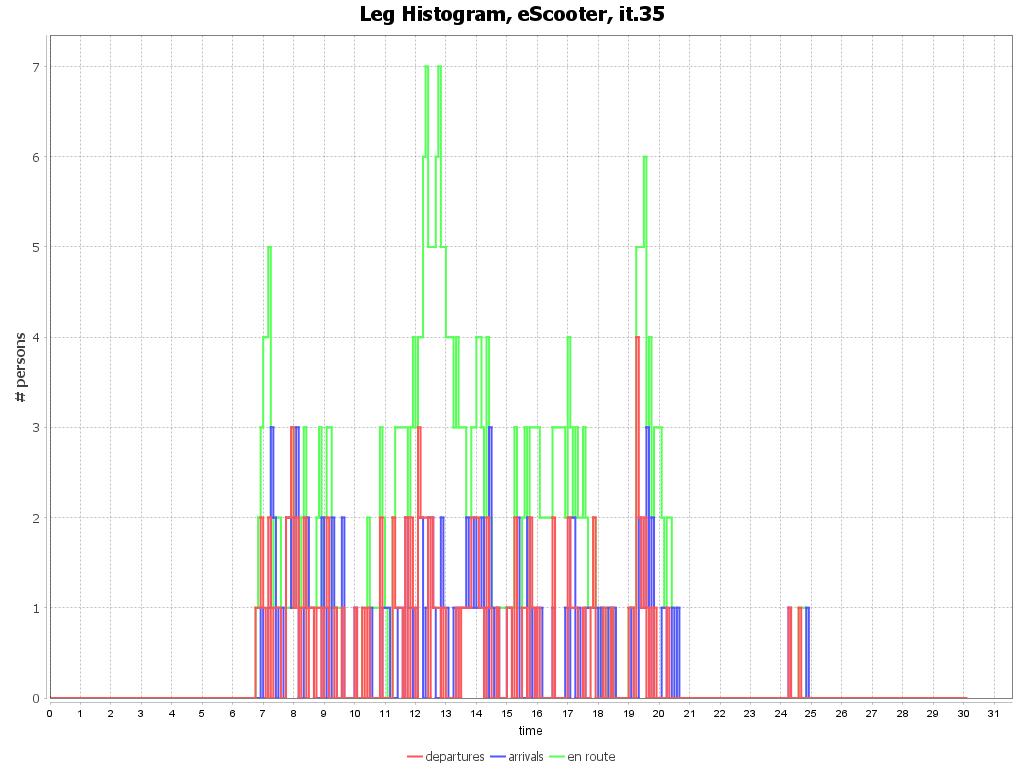 Leg Histogram, eScooter, it.35
# persons
7
6
5
4
3
2
1
0
0 1 2 3 4 5 6 7 8 9 10 11 12 13 14 15 16 17 18 19 20 21 22 23 24 25 26 27 28 29 30 31
time
departures arrivals en route